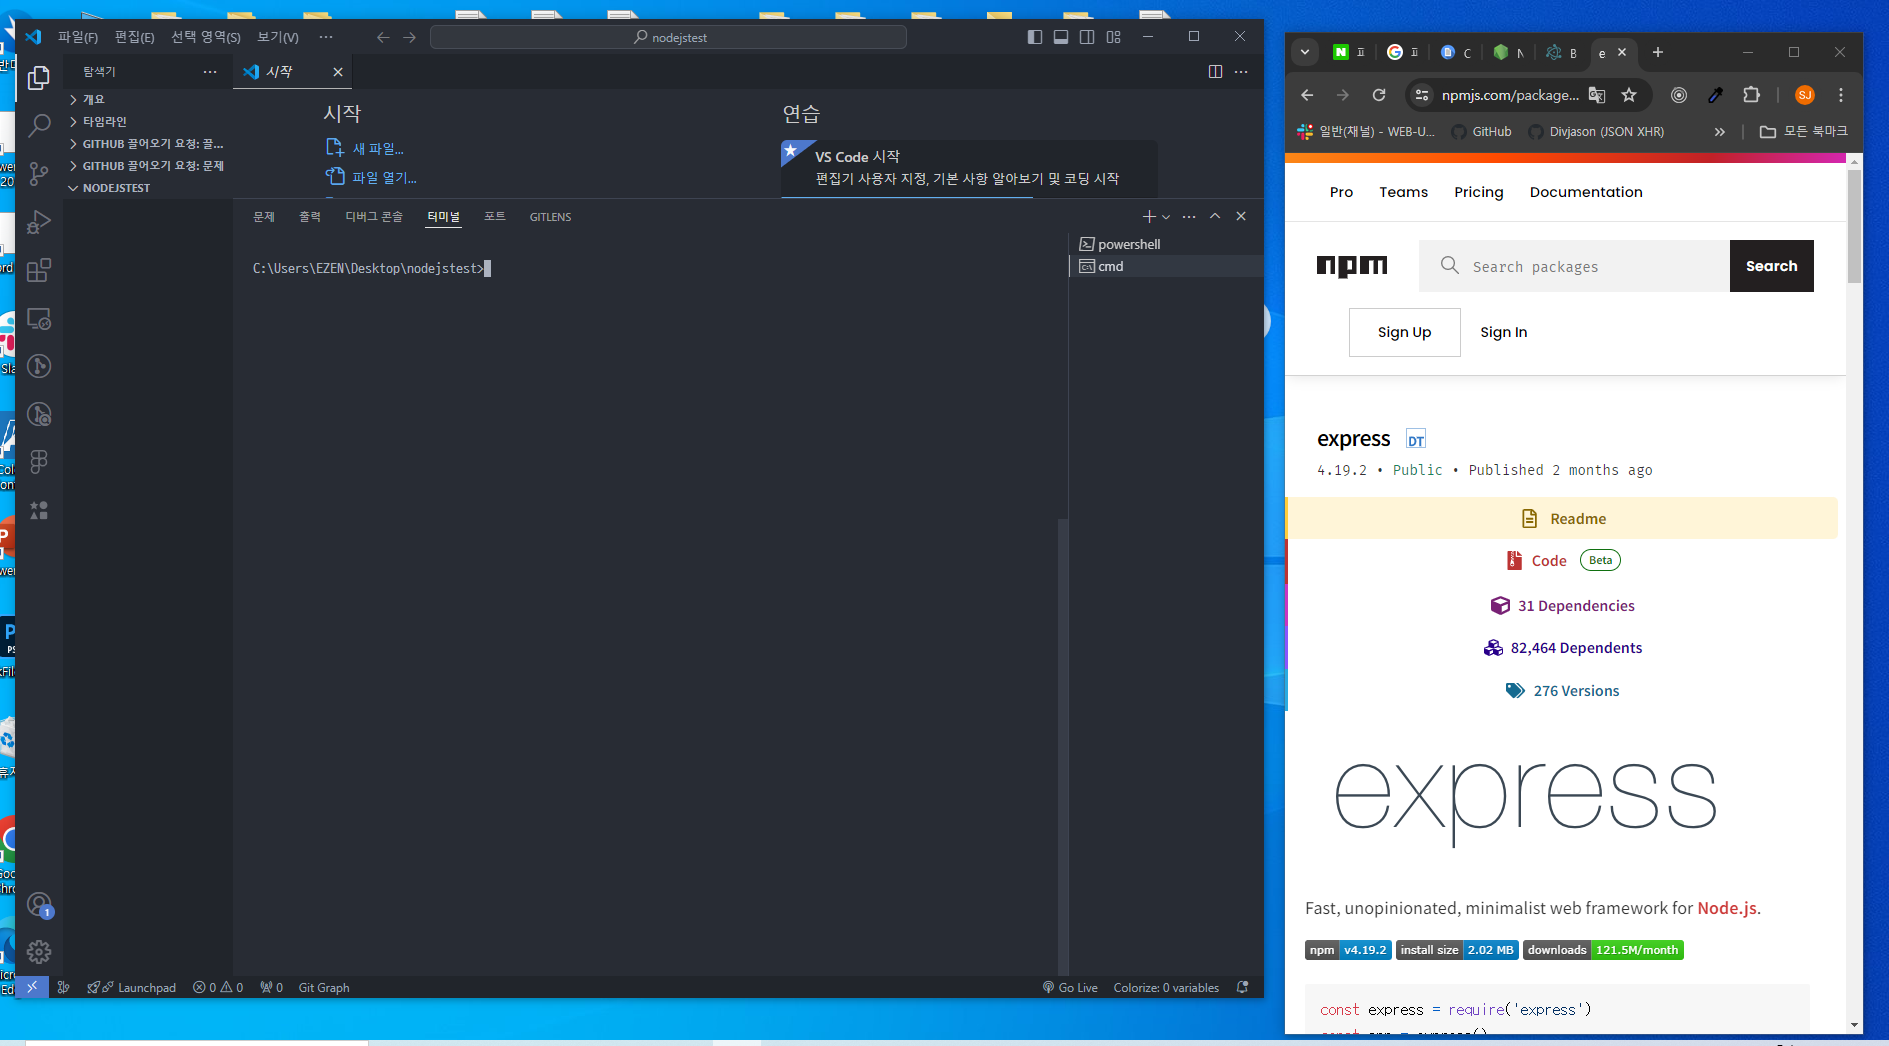 파일(F) 편집(E) 선택 영역(S) 보기(V) ··· nodejstest
탐색기 ···
시작
개요
타임라인
GITHUB 끌어오기 요청: 끌...
GITHUB 끌어오기 요청: 문제
NODEJSTEST
시작
새 파일...
파일 열기...
연습
VS Code 시작
편집기 사용자 지정, 기본 사항 알아보기 및 코딩 시작
문제 출력 디버그 콘솔 터미널 포트 GITLENS
C:\Users\EZEN\Desktop\nodejstest>
powershell
cmd
1
Launchpad 0 0 0 Git Graph
Go Live Colorize: 0 variables
npmjs.com/package...
SJ
일반(채널) - WEB-U... GitHub Divjason (JSON XHR) » 모든 북마크
Pro Teams Pricing Documentation
npm Search packages Search
Sign Up Sign In
express DT
4.19.2 • Public • Published 2 months ago
Readme
Code Beta
31 Dependencies
82,464 Dependents
276 Versions
express
Fast, unopinionated, minimalist web framework for Node.js.
npm v4.19.2 install size 2.02 MB downloads 121.5M/month
const express = require('express')